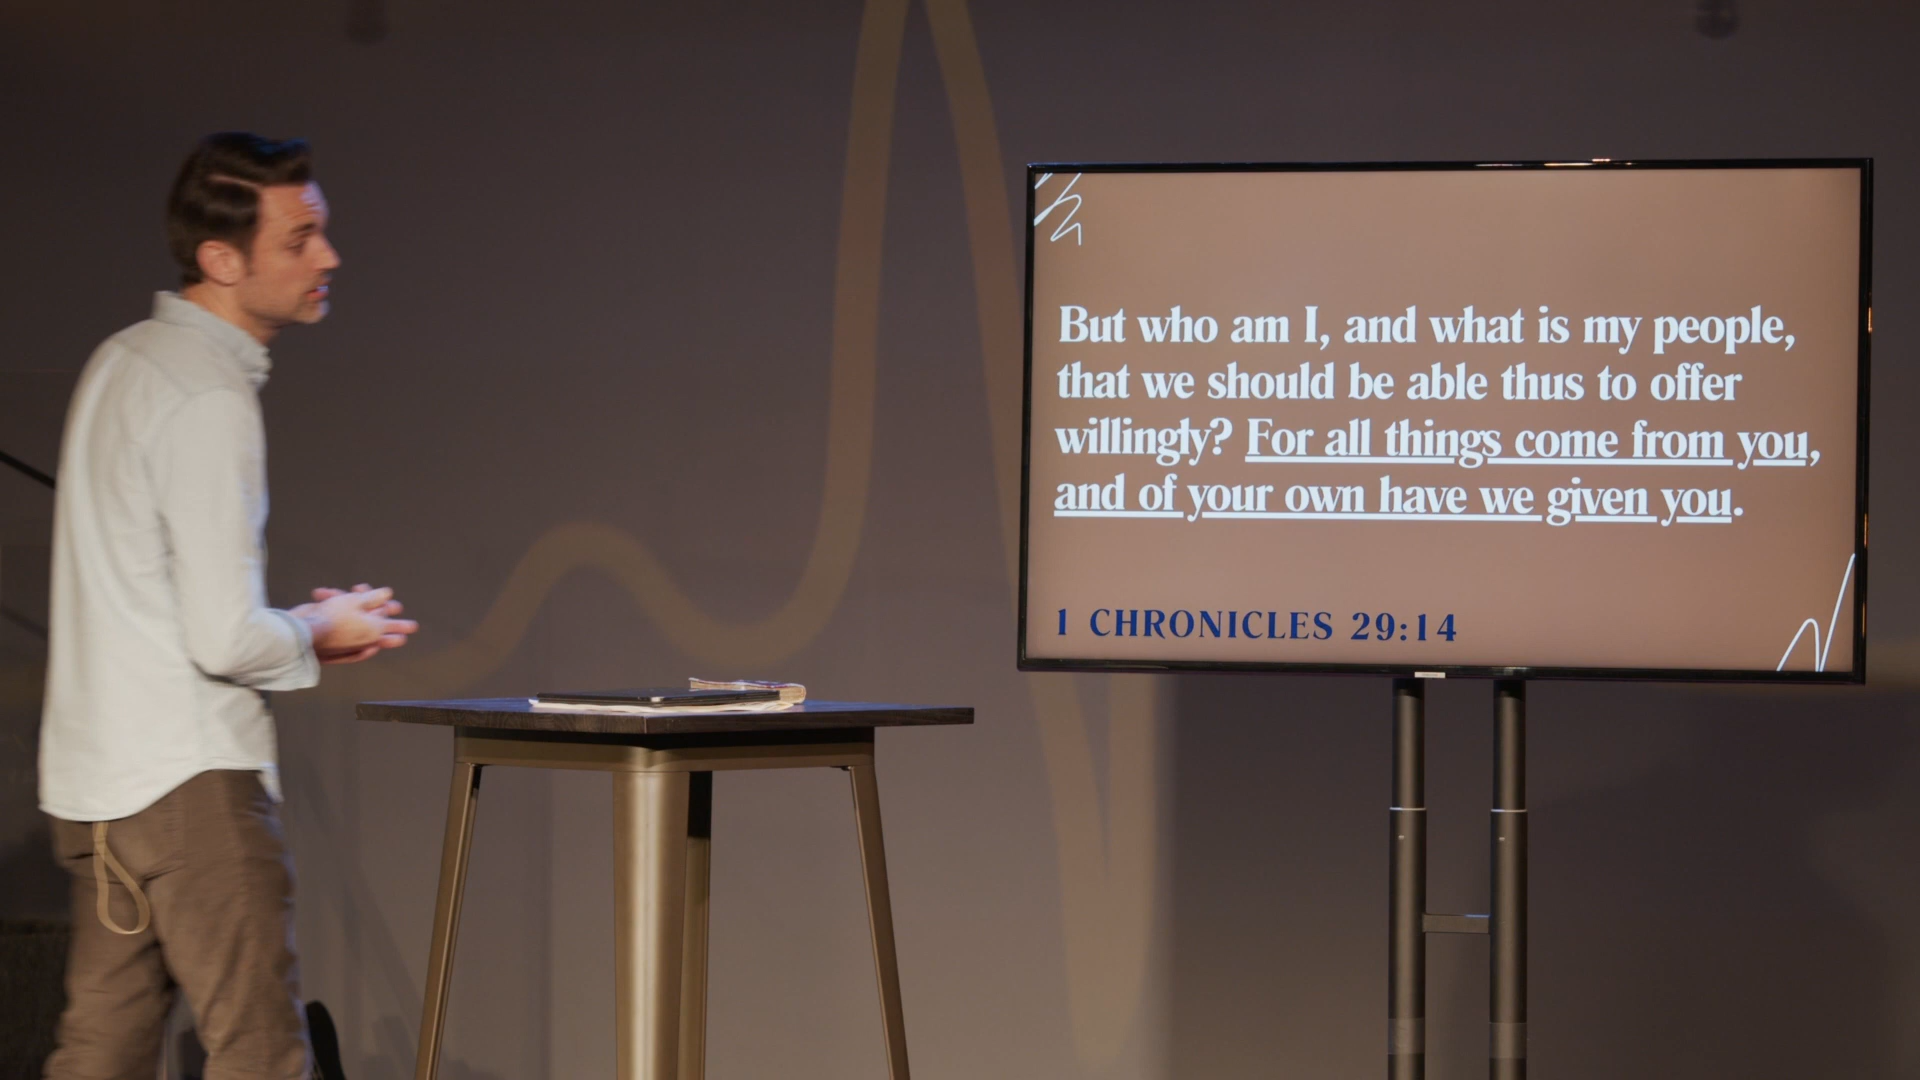 But who am I, and what is my people,
that we should be able thus to offer
willingly? For all things come from you,
and of your own have we given you.
1 CHRONICLES 29:14